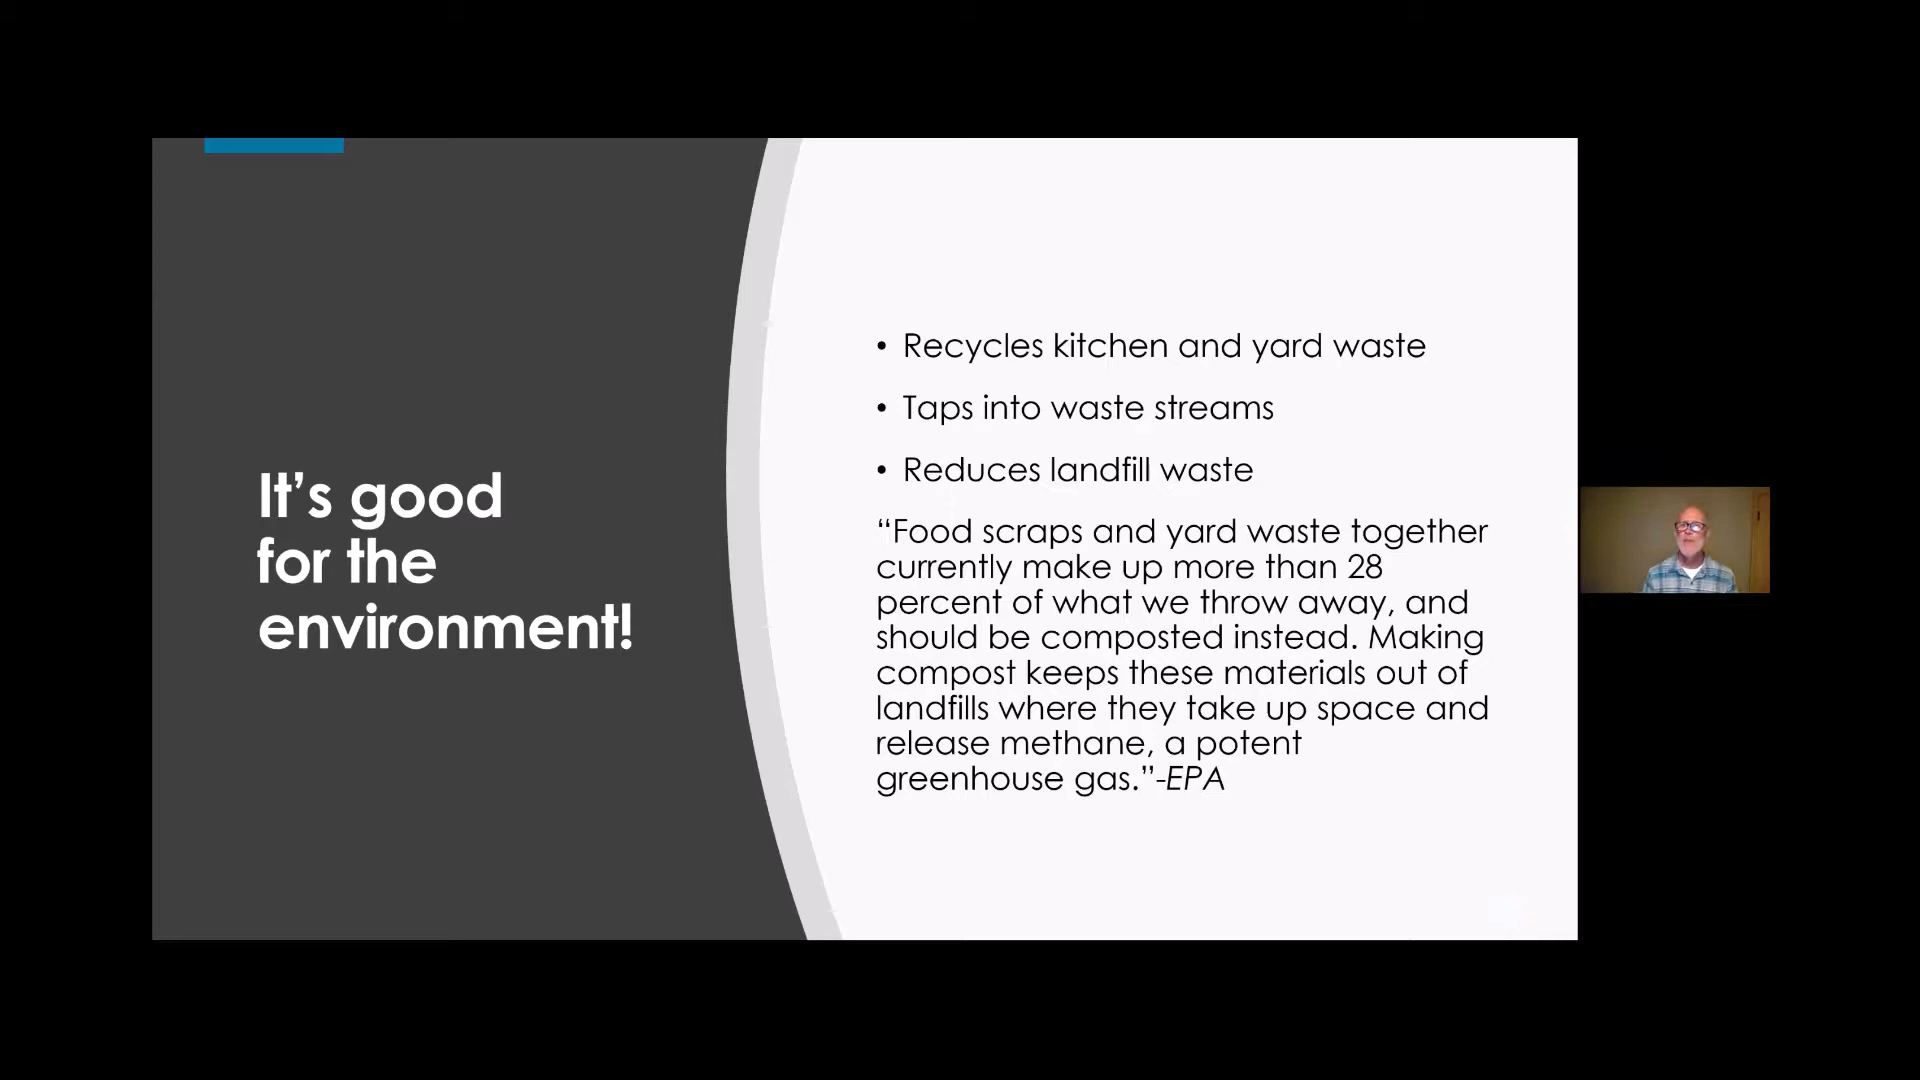 It’s good
for the
environment!
• Recycles kitchen and yard waste
• Taps into waste streams
• Reduces landfill waste
“Food scraps and yard waste together
currently make up more than 28
percent of what we throw away, and
should be composted instead. Making
compost keeps these materials out of
landfills where they take up space and
release methane, a potent
greenhouse gas.”-EPA